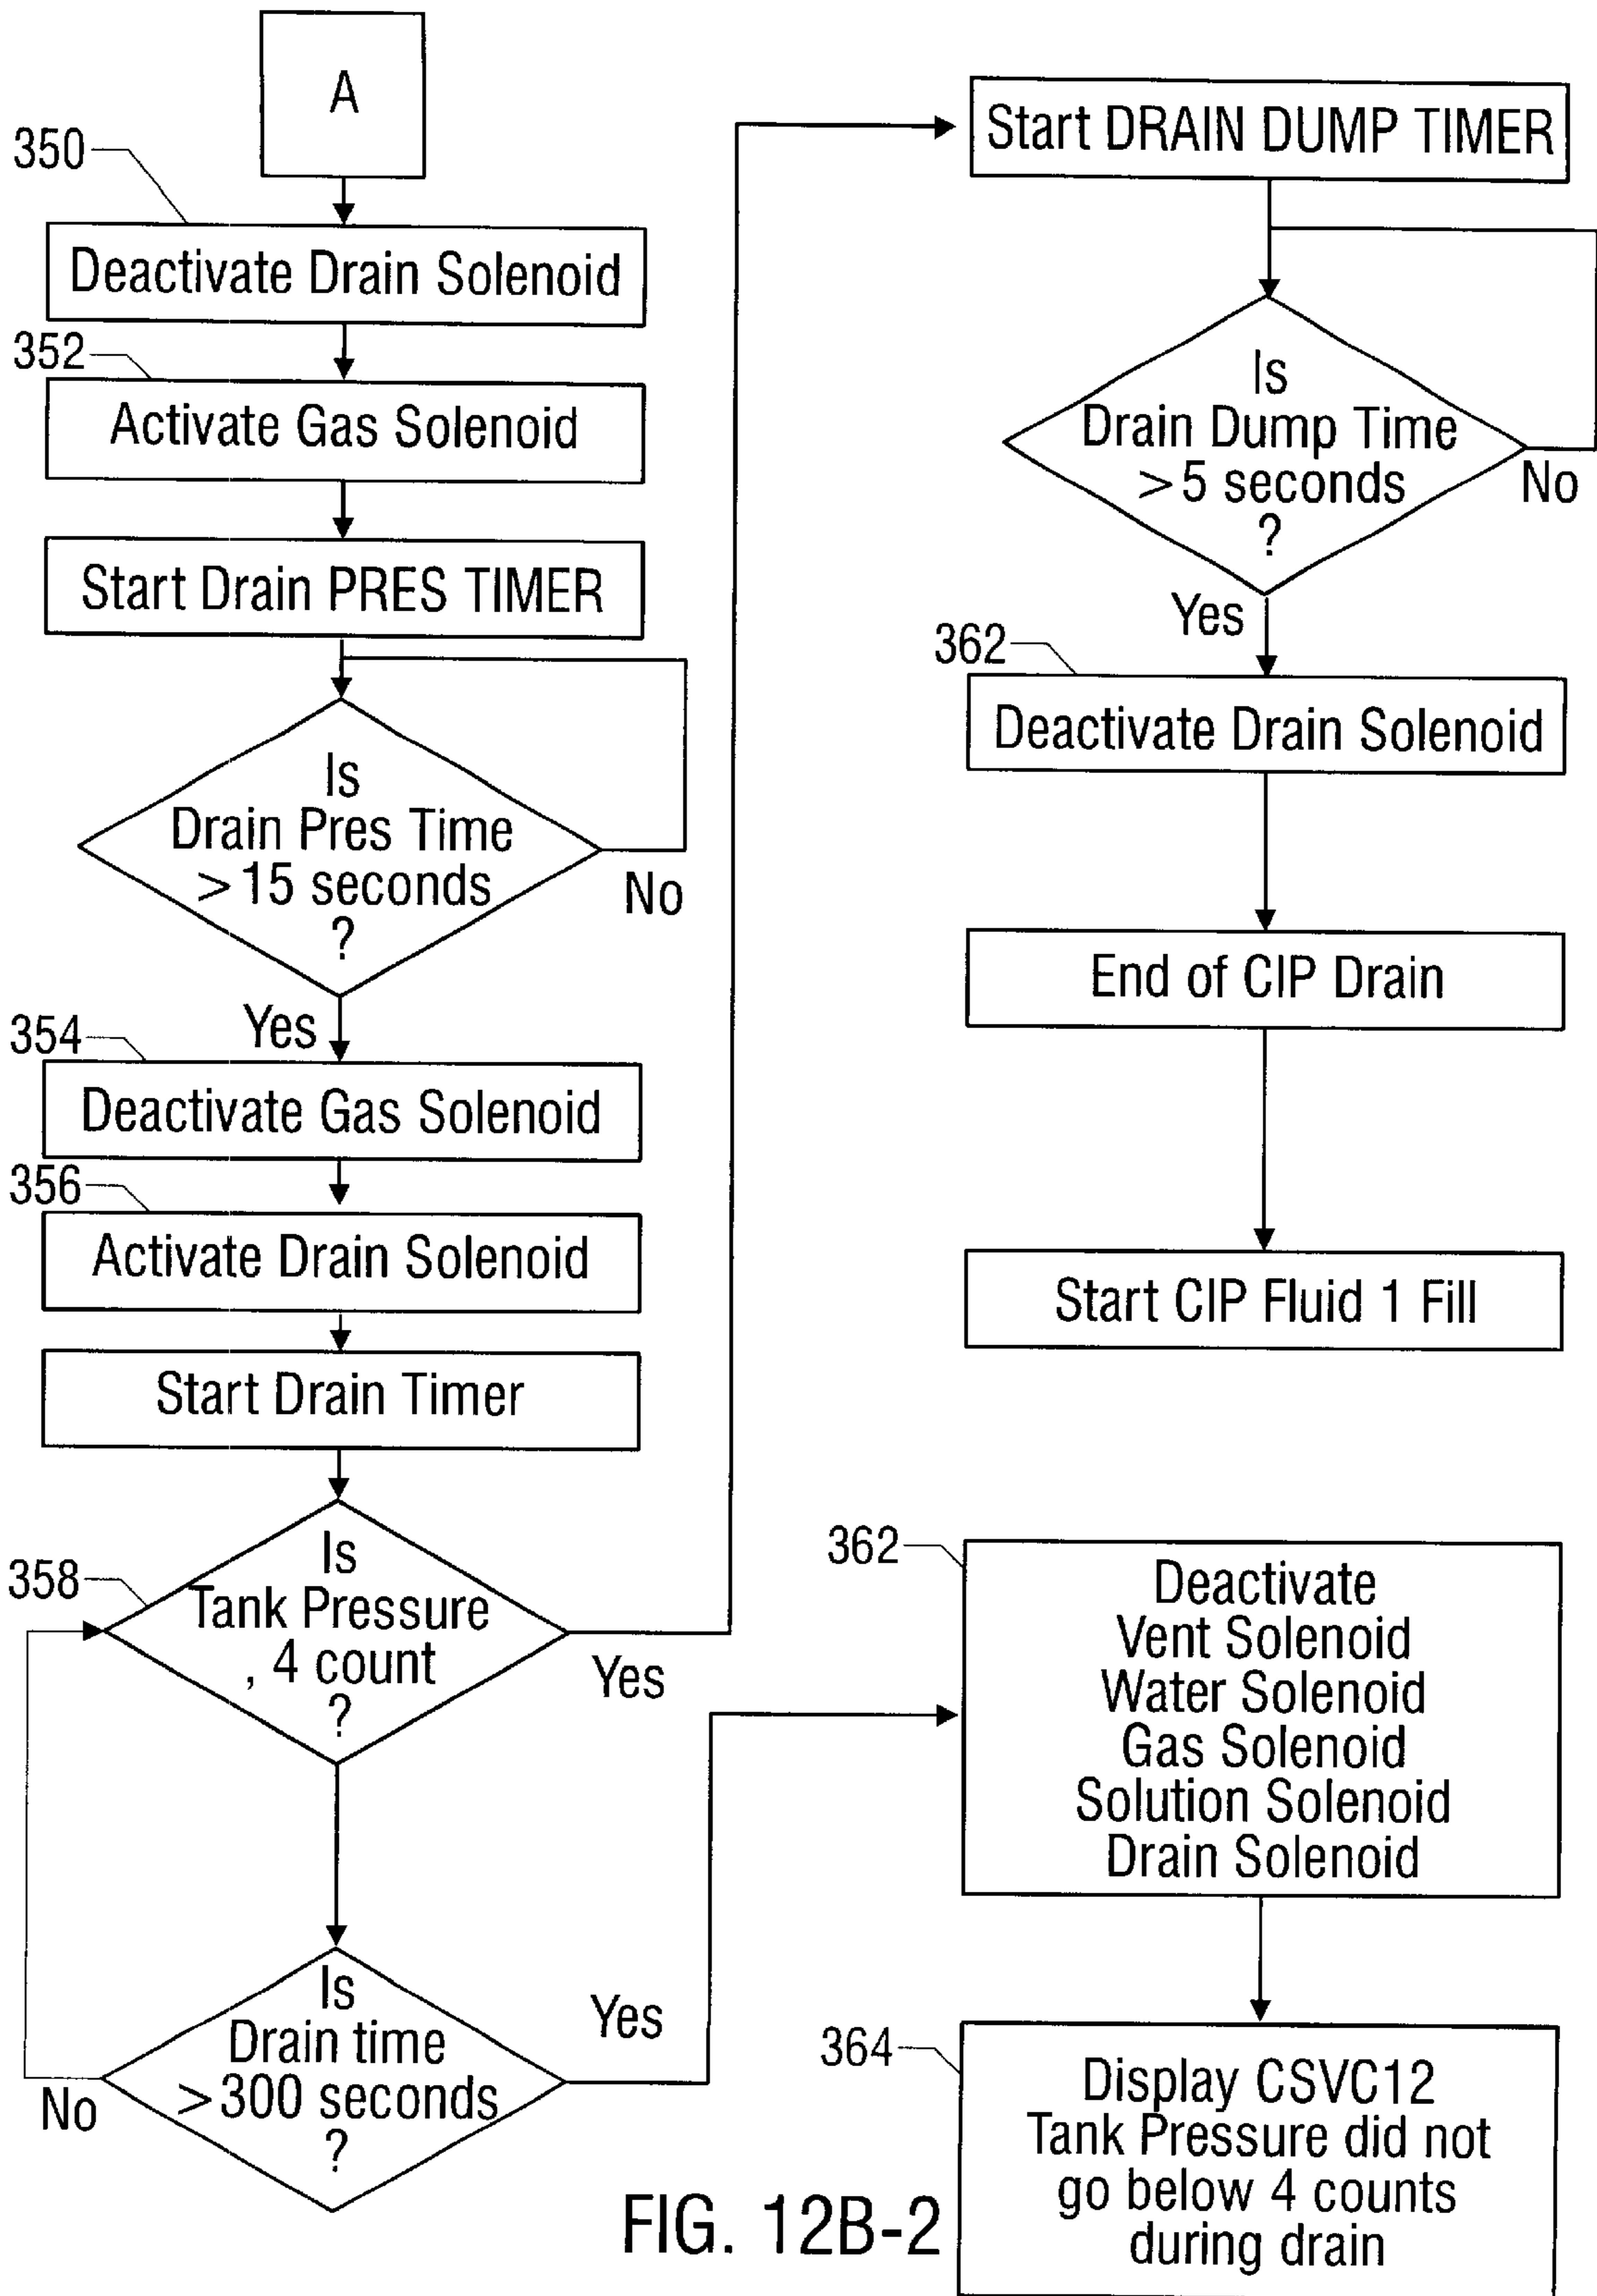 A
350
Deactivate Drain Solenoid
352
Activate Gas Solenoid
Start Drain PRES TIMER
Is
Drain Pres Time
>15 seconds
?
No
Yes
354
Deactivate Gas Solenoid
356
Activate Drain Solenoid
Start Drain Timer
358
Is
Tank Pressure
, 4 count
?
Yes
Is
Drain time
>300 seconds
?
No
Yes
Start DRAIN DUMP TIMER
Is
Drain Dump Time
>5 seconds
?
No
Yes
362
Deactivate Drain Solenoid
End of CIP Drain
Start CIP Fluid 1 Fill
362
Deactivate
Vent Solenoid
Water Solenoid
Gas Solenoid
Solution Solenoid
Drain Solenoid
364
Display CSVC12
Tank Pressure did not
go below 4 counts
during drain
FIG. 12B-2